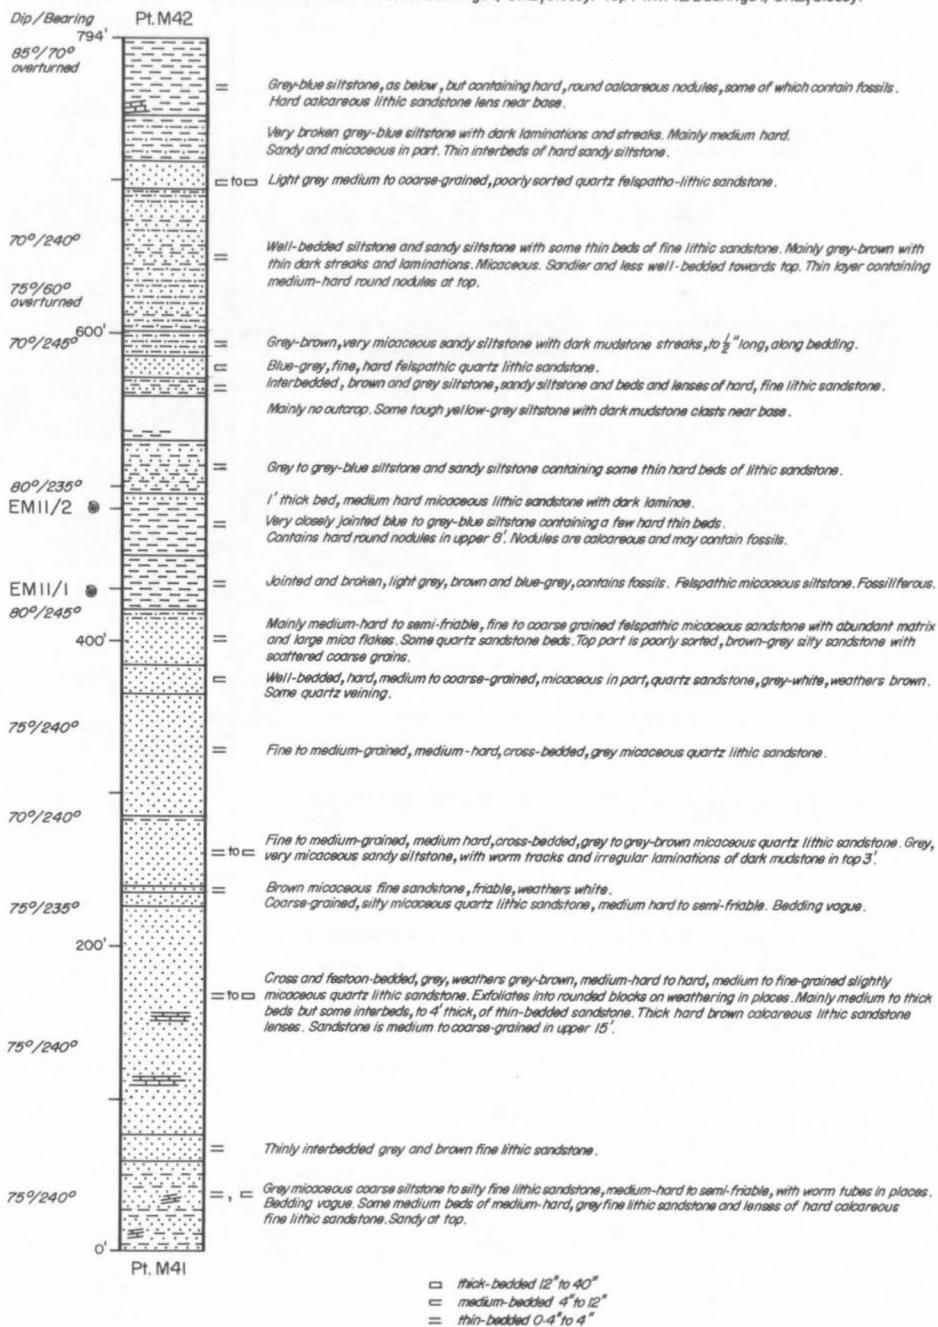 Dip/Bearing
Pt. M42
794'
85°/70°
overturned
Grey-blue siltstone, as below, but containing hard, round calcareous nodules, some of which contain fossils.
Hard calcareous lithic sandstone lens near base.
Very broken grey-blue siltstone with dark laminations and streaks. Mainly medium hard.
Sandy and micaceous in part. Thin interbeds of hard sandy siltstone.
to
Light grey medium to coarse-grained, poorly sorted quartz felspatho-lithic sandstone.
70°/240°
Well-bedded siltstone and sandy siltstone with some thin beds of fine lithic sandstone. Mainly grey-brown with
thin dark streaks and laminations. Micaceous. Sandier and less well-bedded towards top. Thin layer containing
medium-hard round nodules at top.
75°/60°
overturned
600'
70°/245°
Grey-brown, very micaceous sandy siltstone with dark mudstone streaks, to ½" long, along bedding.
Blue-grey, fine, hard felspathic quartz lithic sandstone.
Interbedded, brown and grey siltstone, sandy siltstone and beds and lenses of hard, fine lithic sandstone.
Mainly no outcrop. Some tough yellow-grey siltstone with dark mudstone clasts near base.
Grey to grey-blue siltstone and sandy siltstone containing some thin hard beds of lithic sandstone.
80°/235°
EM11/2
1' thick bed, medium hard micaceous lithic sandstone with dark laminae.
Very closely jointed blue to grey-blue siltstone containing a few hard thin beds.
Contains hard round nodules in upper 8'. Nodules are calcareous and may contain fossils.
EM11/1
Jointed and broken, light grey, brown and blue-grey, contains fossils. Felspathic micaceous siltstone. Fossiliferous.
80°/245°
400'
Mainly medium-hard to semi-friable, fine to coarse grained felspathic micaceous sandstone with abundant matrix
and large mica flakes. Some quartz sandstone beds. Top part is poorly sorted, brown-grey silty sandstone with
scattered coarse grains.
Well-bedded, hard, medium to coarse-grained, micaceous in part, quartz sandstone, grey-white, weathers brown.
Some quartz veining.
75°/240°
Fine to medium-grained, medium-hard, cross-bedded, grey micaceous quartz lithic sandstone.
70°/240°
to
Fine to medium-grained, medium hard, cross-bedded, grey to grey-brown micaceous quartz lithic sandstone. Grey,
very micaceous sandy siltstone, with worm tracks and irregular laminations of dark mudstone in top 3'.
Brown micaceous fine sandstone, friable, weathers white.
75°/235°
Coarse-grained, silty micaceous quartz lithic sandstone, medium hard to semi-friable. Bedding vague.
200'
to
Cross and festoon-bedded, grey, weathers grey-brown, medium-hard to hard, medium to fine-grained slightly
micaceous quartz lithic sandstone. Exfoliates into rounded blocks on weathering in places. Mainly medium to thick
beds but some interbeds, to 4' thick, of thin-bedded sandstone. Thick hard brown calcareous lithic sandstone
lenses. Sandstone is medium to coarse-grained in upper 15'.
75°/240°
Thinly interbedded grey and brown fine lithic sandstone.
75°/240°
Grey micaceous coarse siltstone to silty fine lithic sandstone, medium-hard to semi-friable, with worm tubes in places.
Bedding vague. Some medium beds of medium-hard, grey fine lithic sandstone and lenses of hard calcareous
fine lithic sandstone. Sandy at top.
0'
Pt. M41
thick-bedded 12" to 40"
medium-bedded 4" to 12"
thin-bedded 0.4" to 4"